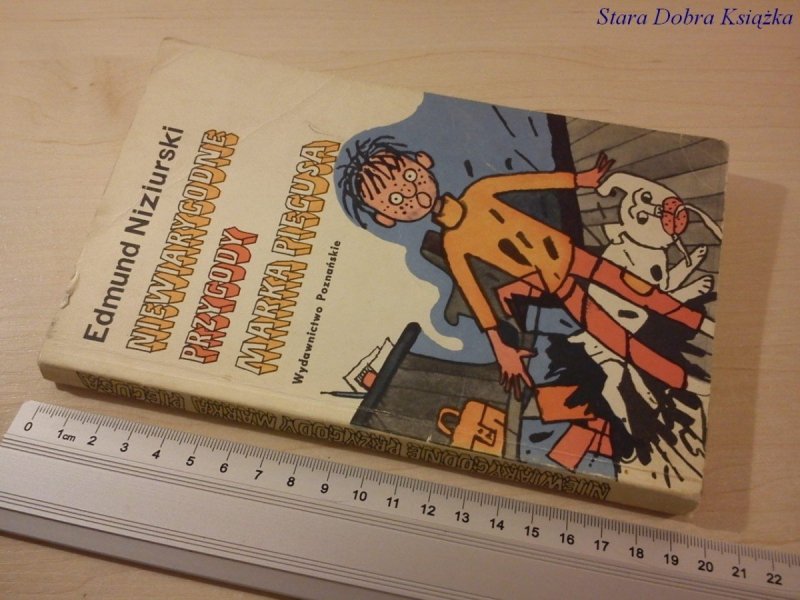 Stara Dobra Książka
Edmund Niziurski
NIEWIARYGODNE
PRZYGODY
MARKA PIEGUSA
Wydawnictwo Poznańskie
NIEWIARYGODNE PRZYGODY MARKA PIEGUSA
0 1cm 2 3 4 5 6 7 8 9 10 11 12 13 14 15 16 17 18 19 20 21 22